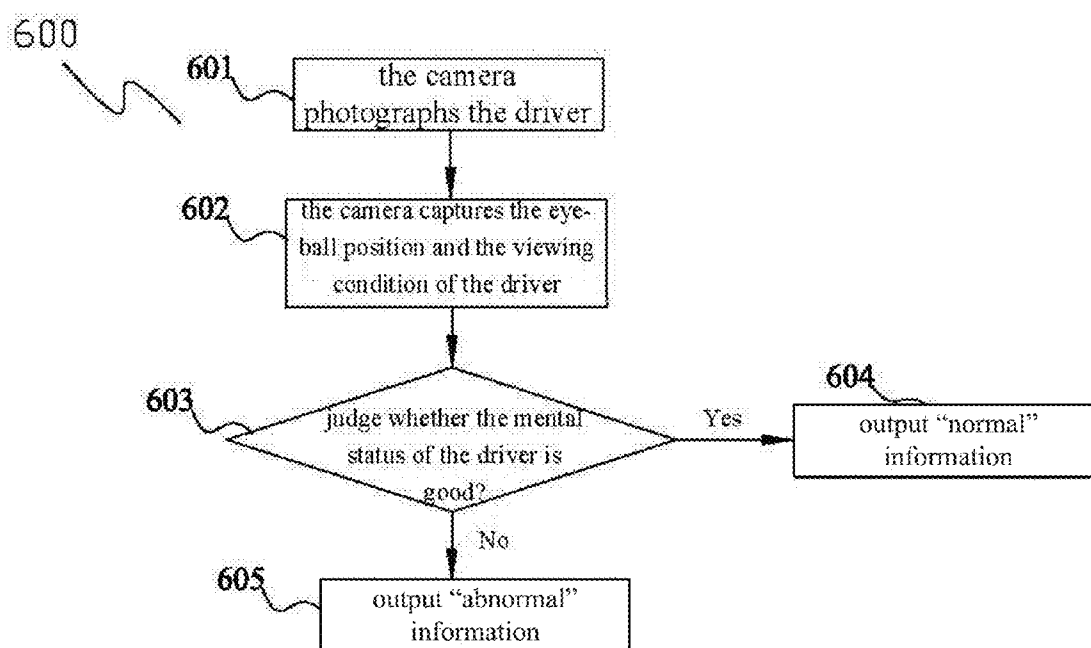 600
601
the camera
photographs the driver
602
the camera captures the eye-
ball position and the viewing
condition of the driver
603
judge whether the mental
status of the driver is
good?
Yes
604
output “normal”
information
No
605
output “abnormal”
information